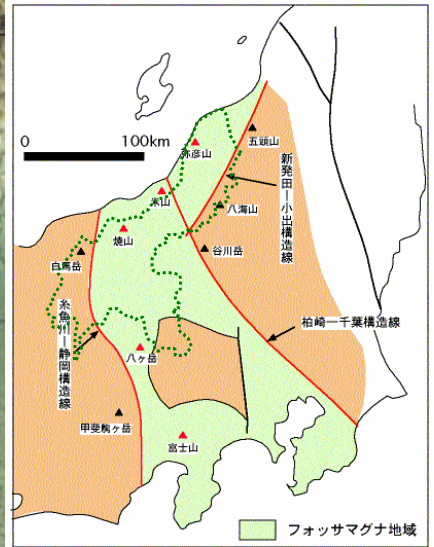 0 100km
弥彦山
五頭山
新発田ー小出構造線
米山
八海山
焼山
谷川岳
白馬岳
糸魚川ー静岡構造線
柏崎ー千葉構造線
八ヶ岳
甲斐駒ヶ岳
富士山
フォッサマグナ地域